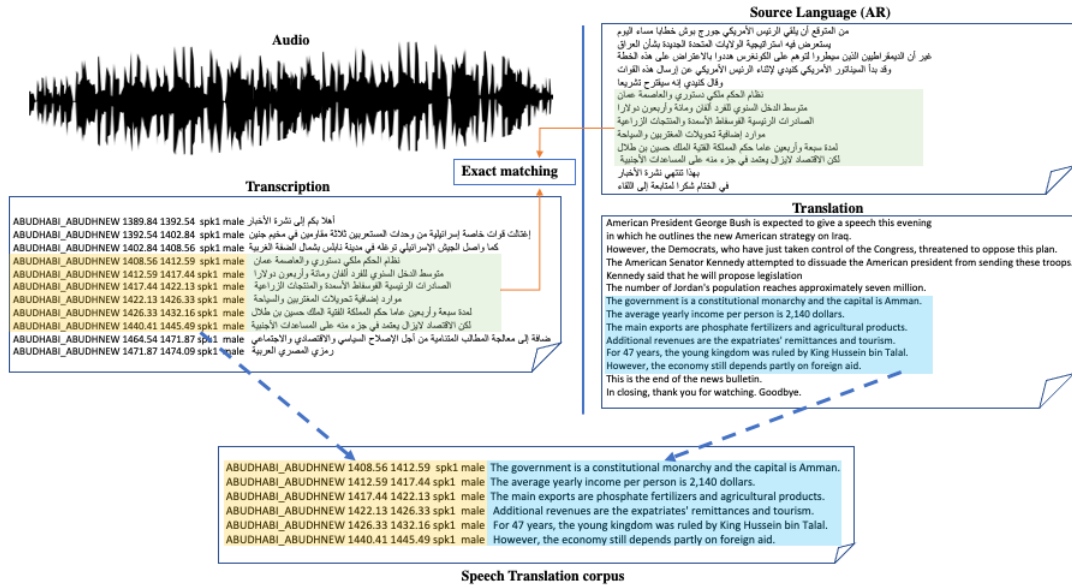 Audio
Exact matching
Transcription
ABUDHABI_ABUDHNEW 1389.84 1392.54 spk1 male أهلا بكم إلى نشرة الأخبار
ABUDHABI_ABUDHNEW 1392.54 1402.84 spk1 male إغتالت قوات خاصة إسرائيلية من وحدات المستعربين ثلاثة مقاومين في مخيم جنين
ABUDHABI_ABUDHNEW 1402.84 1408.56 spk1 male كما واصل الجيش الإسرائيلي توغله في مدينة نابلس بشمال الضفة الغربية
ABUDHABI_ABUDHNEW 1408.56 1412.59 spk1 male نظام الحكم ملكي دستوري والعاصمة عمان
ABUDHABI_ABUDHNEW 1412.59 1417.44 spk1 male متوسط الدخل السنوي للفرد ألفان ومائة وأربعون دولارا
ABUDHABI_ABUDHNEW 1417.44 1422.13 spk1 male الصادرات الرئيسية الفوسفاط الأسمدة والمنتجات الزراعية
ABUDHABI_ABUDHNEW 1422.13 1426.33 spk1 male موارد إضافية تحويلات المغتربين والسياحة
ABUDHABI_ABUDHNEW 1426.33 1432.16 spk1 male لمدة سبعة وأربعين عاما حكم المملكة الفتية الملك حسين بن طلال
ABUDHABI_ABUDHNEW 1440.41 1445.49 spk1 male لكن الاقتصاد لايزال يعتمد في جزء منه على المساعدات الأجنبية
ABUDHABI_ABUDHNEW 1464.54 1471.87 spk1 male ضافة إلى معالجة المطالب المتنامية من أجل الإصلاح السياسي والاقتصادي والاجتماعي
ABUDHABI_ABUDHNEW 1471.87 1474.09 spk1 male رمزي المصري العربية
Source Language (AR)
من المتوقع أن يلقي الرئيس الأمريكي جورج بوش خطابا مساء اليوم
يستعرض فيه استراتيجية الولايات المتحدة الجديدة بشأن العراق
غير أن الديمقراطيين الذين سيطروا لتوهم على الكونغرس هددوا بالاعتراض على هذه الخطة
وقد بدأ السيناتور الأمريكي كنيدي لإثناء الرئيس الأمريكي عن إرسال هذه القوات
وقال كنيدي إنه سيقترح تشريعا
نظام الحكم ملكي دستوري والعاصمة عمان
متوسط الدخل السنوي للفرد ألفان ومائة وأربعون دولارا
الصادرات الرئيسية الفوسفاط الأسمدة والمنتجات الزراعية
موارد إضافية تحويلات المغتربين والسياحة
لمدة سبعة وأربعين عاما حكم المملكة الفتية الملك حسين بن طلال
لكن الاقتصاد لايزال يعتمد في جزء منه على المساعدات الأجنبية
بهذا تنتهي نشرة الأخبار
في الختام شكرا لمتابعة إلى اللقاء
Translation
American President George Bush is expected to give a speech this evening
in which he outlines the new American strategy on Iraq.
However, the Democrats, who have just taken control of the Congress, threatened to oppose this plan.
The American Senator Kennedy attempted to dissuade the American president from sending these troops.
Kennedy said that he will propose legislation
The number of Jordan's population reaches approximately seven million.
The government is a constitutional monarchy and the capital is Amman.
The average yearly income per person is 2,140 dollars.
The main exports are phosphate fertilizers and agricultural products.
Additional revenues are the expatriates' remittances and tourism.
For 47 years, the young kingdom was ruled by King Hussein bin Talal.
However, the economy still depends partly on foreign aid.
This is the end of the news bulletin.
In closing, thank you for watching. Goodbye.
ABUDHABI_ABUDHNEW 1408.56 1412.59 spk1 male The government is a constitutional monarchy and the capital is Amman.
ABUDHABI_ABUDHNEW 1412.59 1417.44 spk1 male The average yearly income per person is 2,140 dollars.
ABUDHABI_ABUDHNEW 1417.44 1422.13 spk1 male The main exports are phosphate fertilizers and agricultural products.
ABUDHABI_ABUDHNEW 1422.13 1426.33 spk1 male Additional revenues are the expatriates' remittances and tourism.
ABUDHABI_ABUDHNEW 1426.33 1432.16 spk1 male For 47 years, the young kingdom was ruled by King Hussein bin Talal.
ABUDHABI_ABUDHNEW 1440.41 1445.49 spk1 male However, the economy still depends partly on foreign aid.
Speech Translation corpus